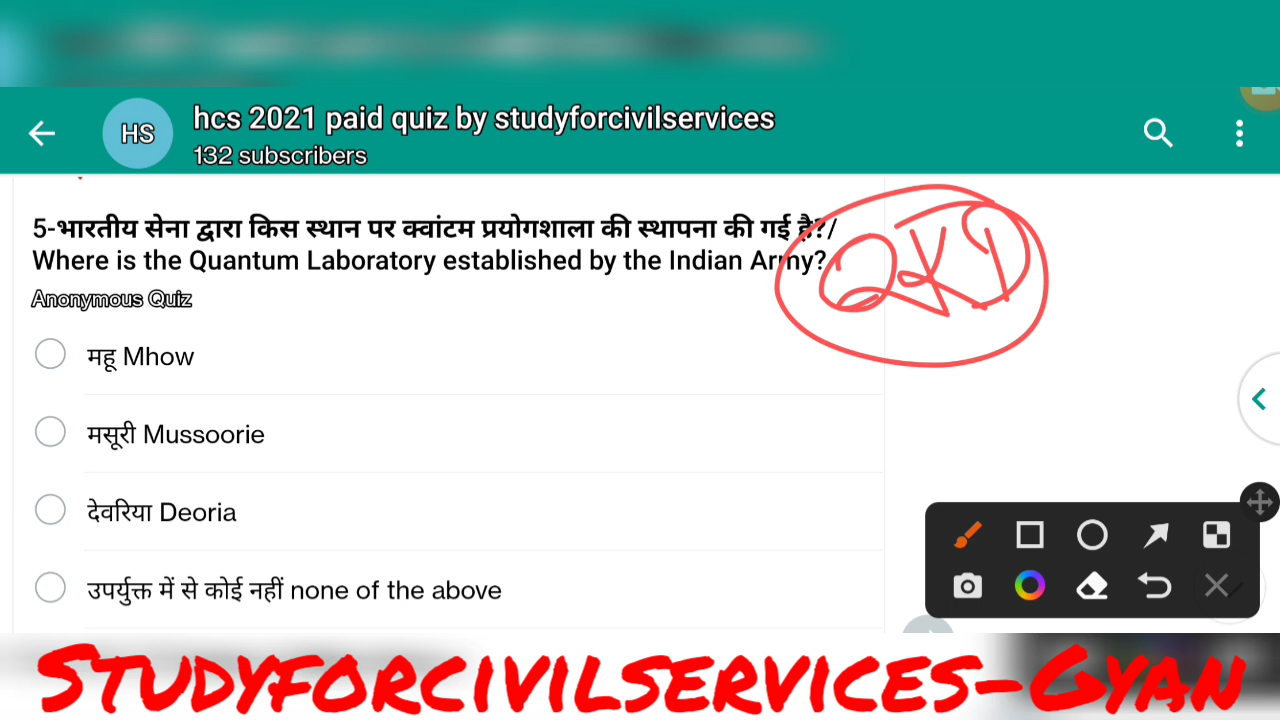 HS
hcs 2021 paid quiz by studyforcivilservices
132 subscribers
5-भारतीय सेना द्वारा किस स्थान पर क्वांटम प्रयोगशाला की स्थापना की गई है?/
Where is the Quantum Laboratory established by the Indian Army?
QKD
Anonymous Quiz
महू Mhow
मसूरी Mussoorie
देवरिया Deoria
उपर्युक्त में से कोई नहीं none of the above
STUDYFORCIVILSERVICES-GYAN